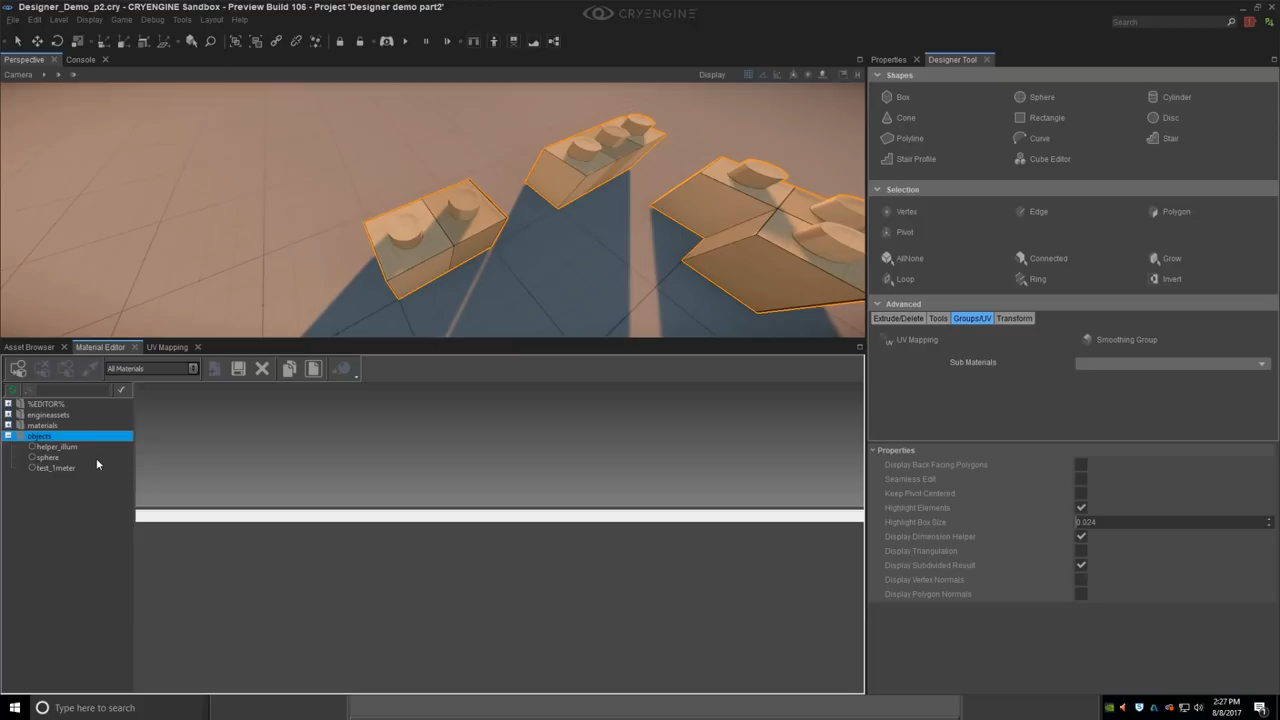 Designer_Demo_p2.cry - CRYENGINE Sandbox - Preview Build 106 - Project 'Designer demo part2'
File Edit Level Display Game Debug Tools Layout Help
CRYENGINE
Search
Perspective Console
Camera Display
Asset Browser Material Editor UV Mapping
All Materials
%EDITOR%
engineassets
materials
objects
helper_illum
sphere
test_1meter
Properties Designer Tool
Shapes
Box Sphere Cylinder
Cone Rectangle Disc
Polyline Curve Stair
Stair Profile Cube Editor
Selection
Vertex Edge Polygon
Pivot
AllNone Connected Grow
Loop Ring Invert
Advanced
Extrude/Delete Tools Groups/UV Transform
UV UV Mapping Smoothing Group
Sub Materials
Properties
Display Back Facing Polygons
Seamless Edit
Keep Pivot Centered
Highlight Elements
Highlight Box Size 0.024
Display Dimension Helper
Display Triangulation
Display Subdivided Result
Display Vertex Normals
Display Polygon Normals
Type here to search
2:27 PM
8/8/2017